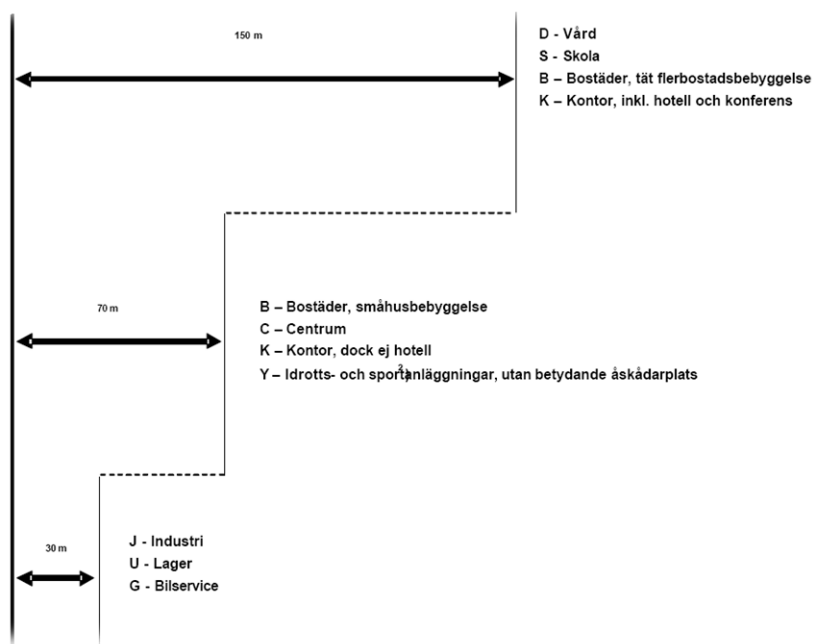 150 m
D - Vård
S - Skola
B – Bostäder, tät flerbostadsbebyggelse
K – Kontor, inkl. hotell och konferens
70 m
B – Bostäder, småhusbebyggelse
C – Centrum
K – Kontor, dock ej hotell
Y – Idrotts- och sportanläggningar, utan betydande åskådarplats
2)
30 m
J - Industri
U - Lager
G - Bilservice